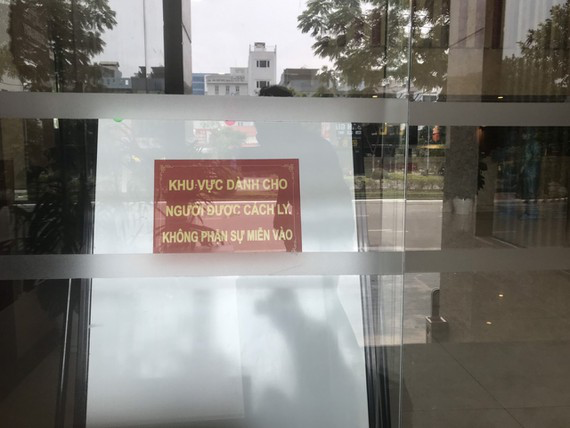 KHU VỰC DÀNH CHO
NGƯỜI ĐƯỢC CÁCH LY
KHÔNG PHẬN SỰ MIỄN VÀO